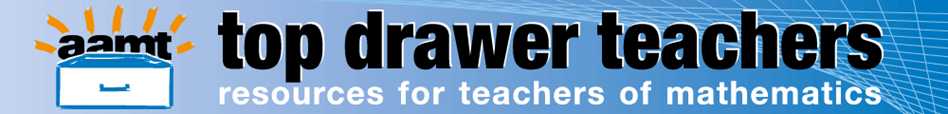 aamt
top drawer teachers
resources for teachers of mathematics